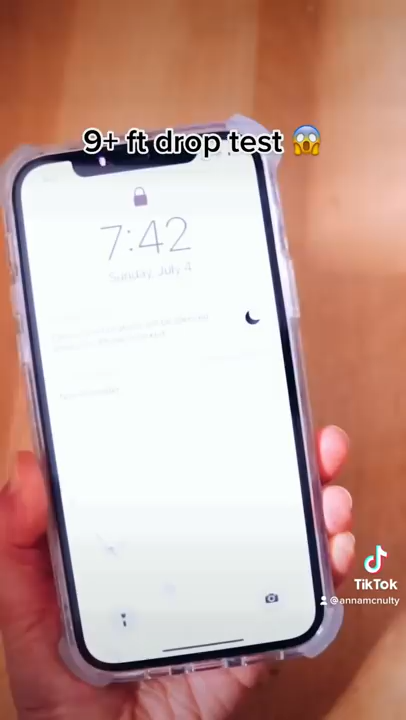 9+ ft drop test 😱
7:42
Sunday, July 4
TikTok
@annamcnulty